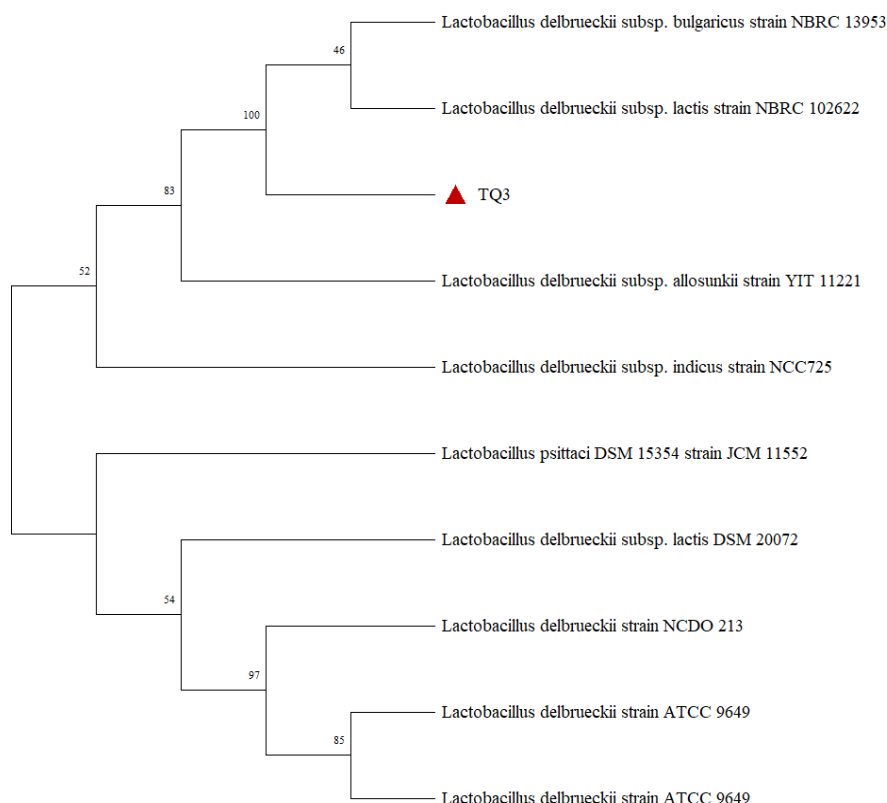 Lactobacillus delbrueckii subsp. bulgaricus strain NBRC 13953
46
Lactobacillus delbrueckii subsp. lactis strain NBRC 102622
100
TQ3
83
Lactobacillus delbrueckii subsp. allosunkii strain YIT 11221
52
Lactobacillus delbrueckii subsp. indicus strain NCC725
Lactobacillus psittaci DSM 15354 strain JCM 11552
Lactobacillus delbrueckii subsp. lactis DSM 20072
54
Lactobacillus delbrueckii strain NCDO 213
97
Lactobacillus delbrueckii strain ATCC 9649
85
Lactobacillus delbrueckii strain ATCC 9649